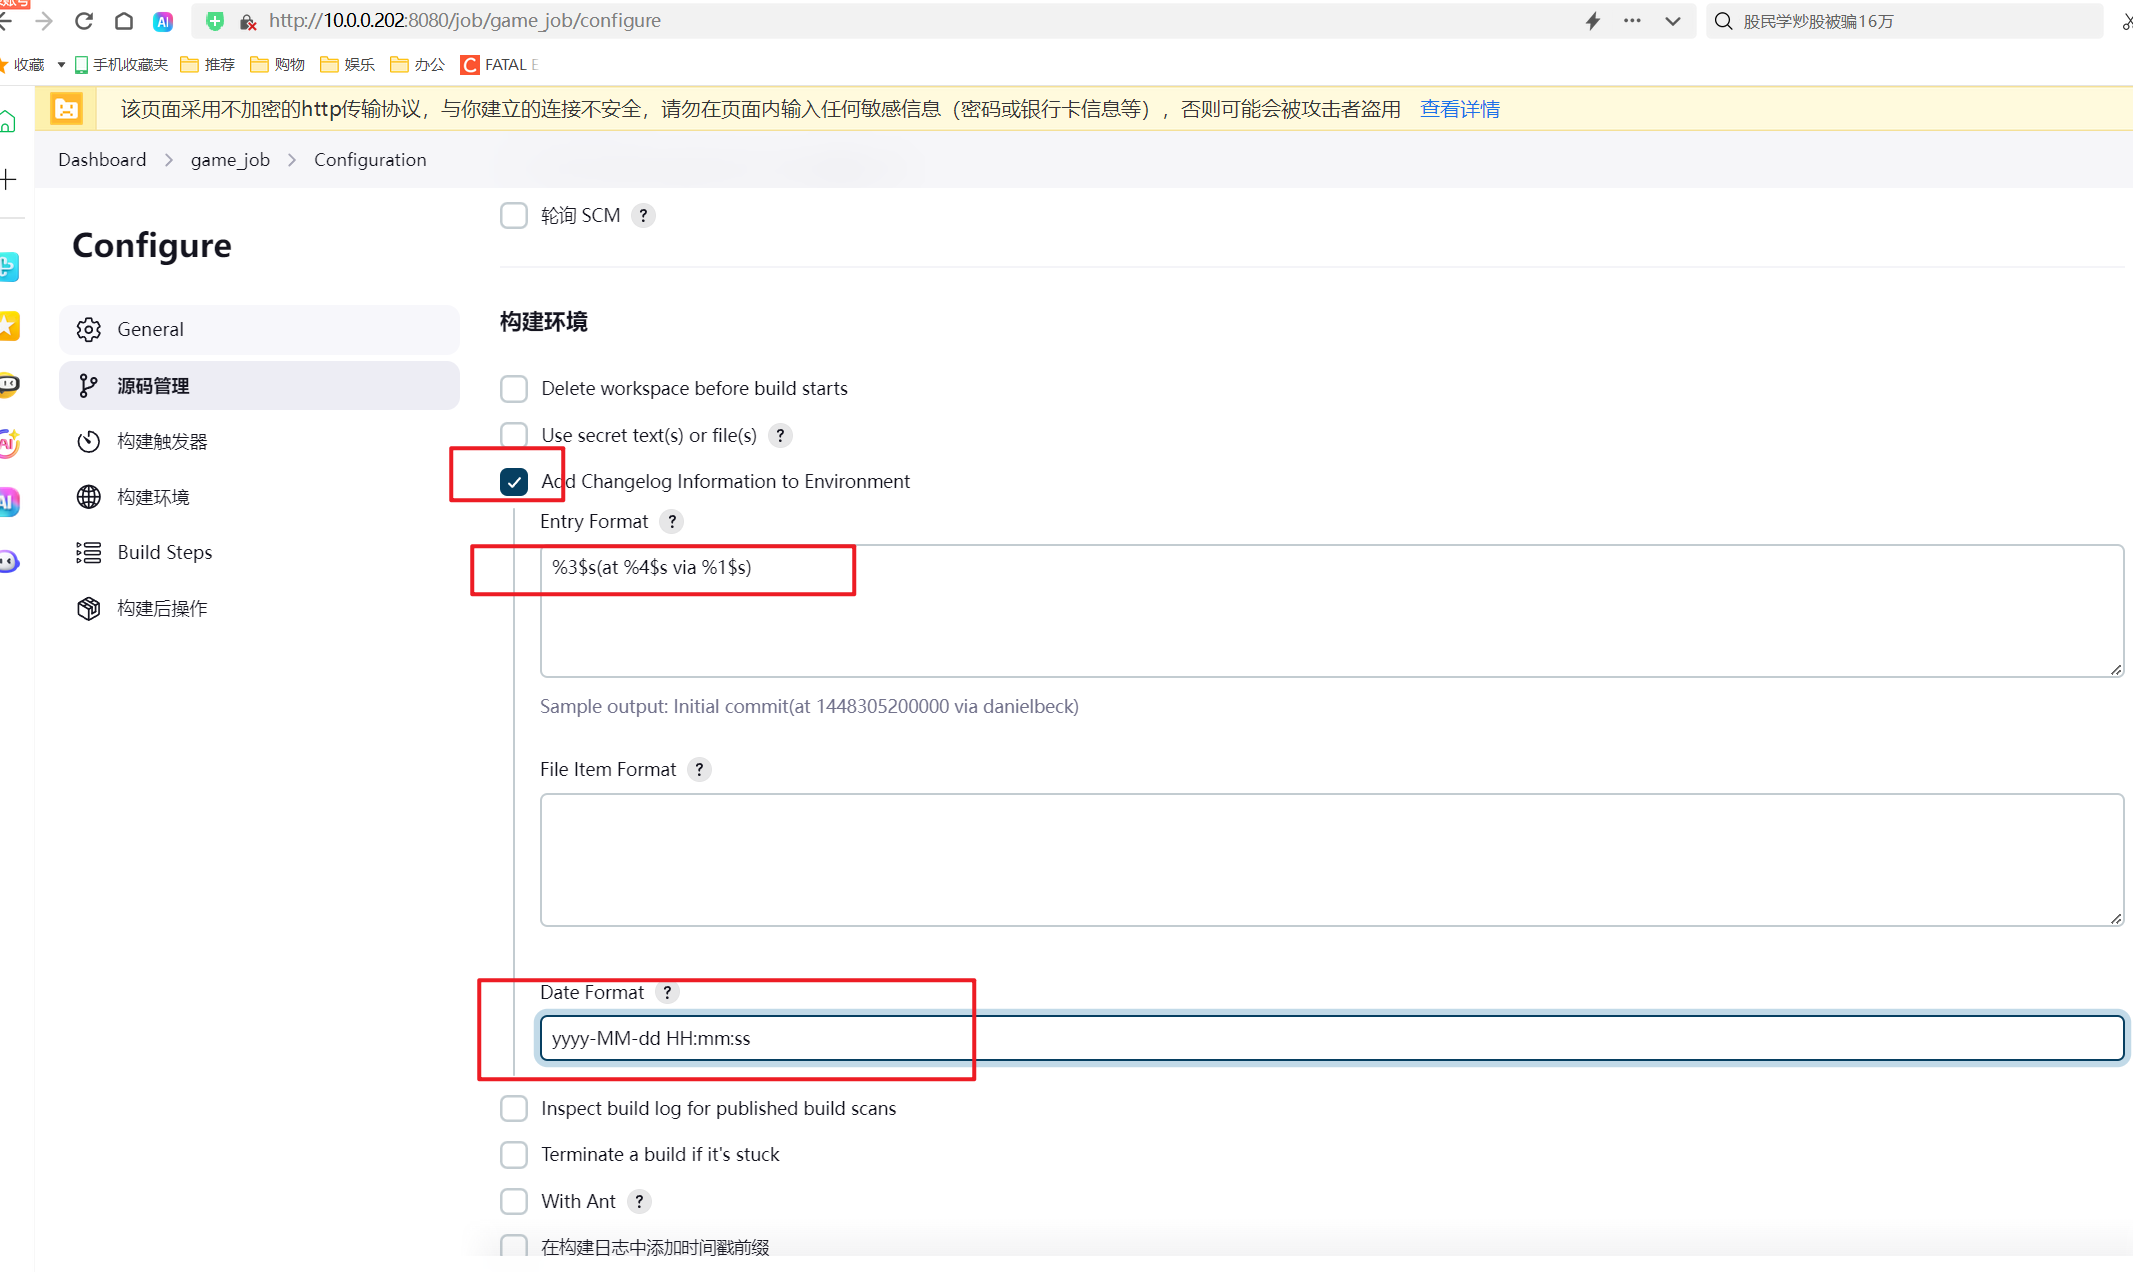 http://10.0.0.202:8080/job/game_job/configure
股民学炒股被骗16万
收藏 手机收藏夹 推荐 购物 娱乐 办公 FATAL E
该页面采用不加密的http传输协议，与你建立的连接不安全，请勿在页面内输入任何敏感信息（密码或银行卡信息等），否则可能会被攻击者盗用 查看详情
Dashboard > game_job > Configuration
Configure
General
源码管理
构建触发器
构建环境
Build Steps
构建后操作
轮询 SCM ?
构建环境
Delete workspace before build starts
Use secret text(s) or file(s) ?
Add Changelog Information to Environment
Entry Format ?
%3$s(at %4$s via %1$s)
Sample output: Initial commit(at 1448305200000 via danielbeck)
File Item Format ?
Date Format ?
yyyy-MM-dd HH:mm:ss
Inspect build log for published build scans
Terminate a build if it's stuck
With Ant ?
在构建日志中添加时间戳前缀